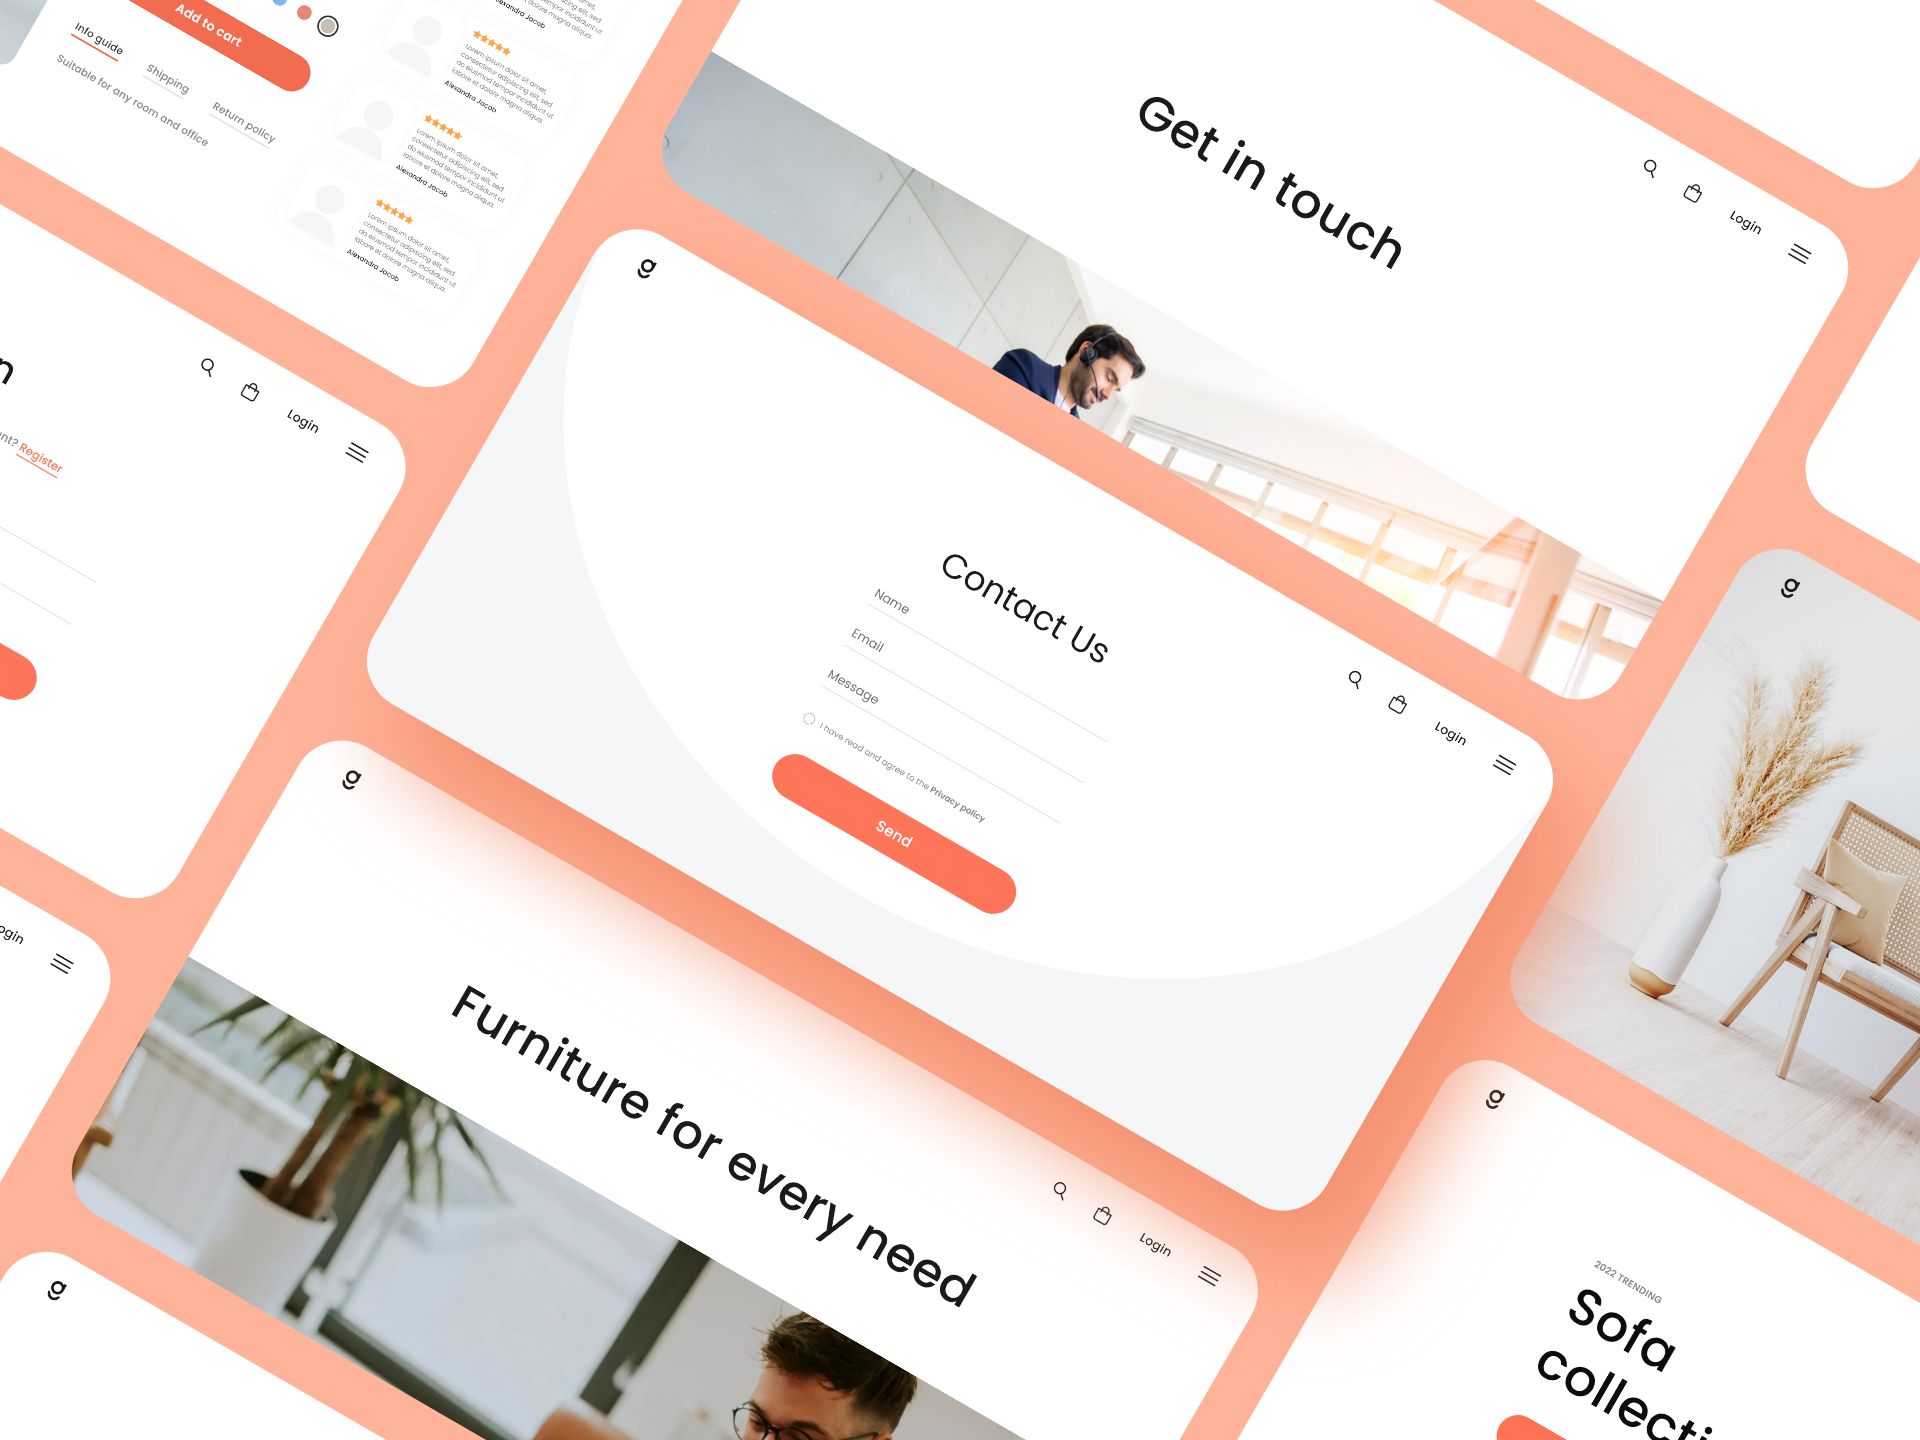 Add to cart
Info guide
Shipping
Return policy
Suitable for any room and office
Alexandra Jacob
Lorem ipsum dolor sit amet,
consectetur adipiscing elit, sed
do eiusmod tempor incididunt ut
labore et dolore magna aliqua.
Alexandra Jacob
Lorem ipsum dolor sit amet,
consectetur adipiscing elit, sed
do eiusmod tempor incididunt ut
labore et dolore magna aliqua.
Alexandra Jacob
Lorem ipsum dolor sit amet,
consectetur adipiscing elit, sed
do eiusmod tempor incididunt ut
labore et dolore magna aliqua.
Alexandra Jacob
Get in touch
Login
Login
Register
g
Contact Us
Name
Email
Message
I have read and agree to the Privacy policy
Send
Login
g
g
Furniture for every need
Login
g
g
2022 TRENDING
Sofa